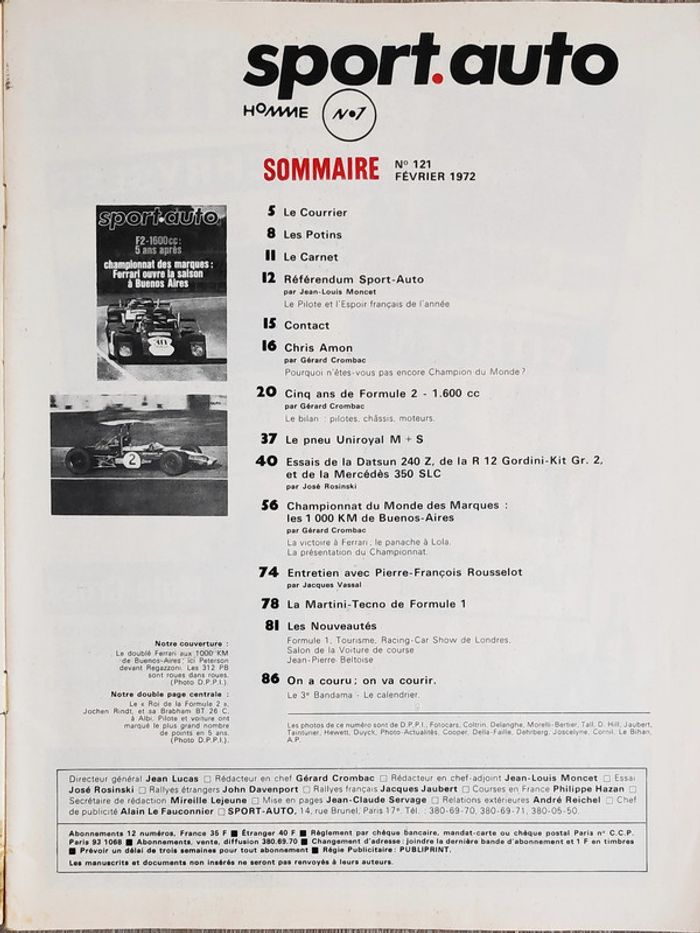 sport.auto
HOMME N•1
SOMMAIRE
N° 121
FÉVRIER 1972
sport.auto
F2-1600cc:
5 ans après
championnat des marques :
Ferrari ouvre la saison
à Buenos Aires
2
5 Le Courrier
8 Les Potins
11 Le Carnet
12 Référendum Sport-Auto
par Jean-Louis Moncet
Le Pilote et l'Espoir français de l'année
15 Contact
16 Chris Amon
par Gérard Crombac
Pourquoi n'êtes-vous pas encore Champion du Monde?
20 Cinq ans de Formule 2 - 1.600 cc
par Gérard Crombac
Le bilan : pilotes, châssis, moteurs.
37 Le pneu Uniroyal M + S
40 Essais de la Datsun 240 Z, de la R 12 Gordini-Kit Gr. 2,
et de la Mercédès 350 SLC
par José Rosinski
56 Championnat du Monde des Marques :
les 1 000 KM de Buenos-Aires
par Gérard Crombac
La victoire à Ferrari; le panache à Lola.
La présentation du Championnat.
74 Entretien avec Pierre-François Rousselot
par Jacques Vassal
78 La Martini-Tecno de Formule 1
81 Les Nouveautés
Formule 1, Tourisme, Racing-Car Show de Londres,
Salon de la Voiture de course
Jean-Pierre Beltoise
86 On a couru; on va courir.
Le 3e Bandama - Le calendrier.
Notre couverture :
Le doublé Ferrari aux 1000 KM
de Buenos-Aires; ici Peterson
devant Regazzoni. Les 312 PB
sont roues dans roues.
(Photo D.P.P.I.).
Notre double page centrale :
Le « Roi de la Formule 2 »,
Jochen Rindt, et sa Brabham BT 26 C,
à Albi. Pilote et voiture ont
marqué le plus grand nombre
de points en 5 ans.
(Photo D.P.P.I.).
Les photos de ce numéro sont de D.P.P.I., Fotocars, Coltrin, Delanghe, Morelli-Bertier, Tall, D. Hill, Jaubert,
Tainturier, Hewett, Duyck, Photo-Actualités, Cooper, Della-Faille, Dehrberg, Joscelyne, Cornil, Le Bihan,
A.P.
Directeur général Jean Lucas □ Rédacteur en chef Gérard Crombac □ Rédacteur en chef-adjoint Jean-Louis Moncet □ Essai
José Rosinski □ Rallyes étrangers John Davenport □ Rallyes français Jacques Jaubert □ Courses en France Philippe Hazan □
Secrétaire de rédaction Mireille Lejeune □ Mise en pages Jean-Claude Servage □ Relations extérieures André Reichel □ Chef
de publicité Alain Le Fauconnier □ SPORT-AUTO, 14, rue Brunel, Paris 17e. Tél. : 380-69-70, 380-69-71, 380-05-50.
Abonnements 12 numéros, France 35 F ■ Étranger 40 F ■ Règlement par chèque bancaire, mandat-carte ou chèque postal Paris n° C.C.P.
Paris 93 1068 ■ Abonnements, vente, diffusion 380.69.70 ■ Changement d'adresse : joindre la dernière bande d'abonnement et 1 F en timbres
■ Prévoir un délai de trois semaines pour tout abonnement ■ Régie Publicitaire : PUBLIPRINT.
Les manuscrits et documents non insérés ne seront pas renvoyés à leurs auteurs.